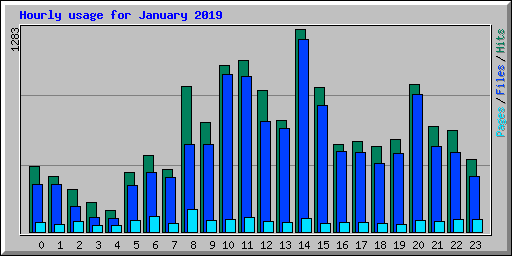 Hourly usage for January 2019
1283
Pages/Files/Hits
0 1 2 3 4 5 6 7 8 9 10 11 12 13 14 15 16 17 18 19 20 21 22 23